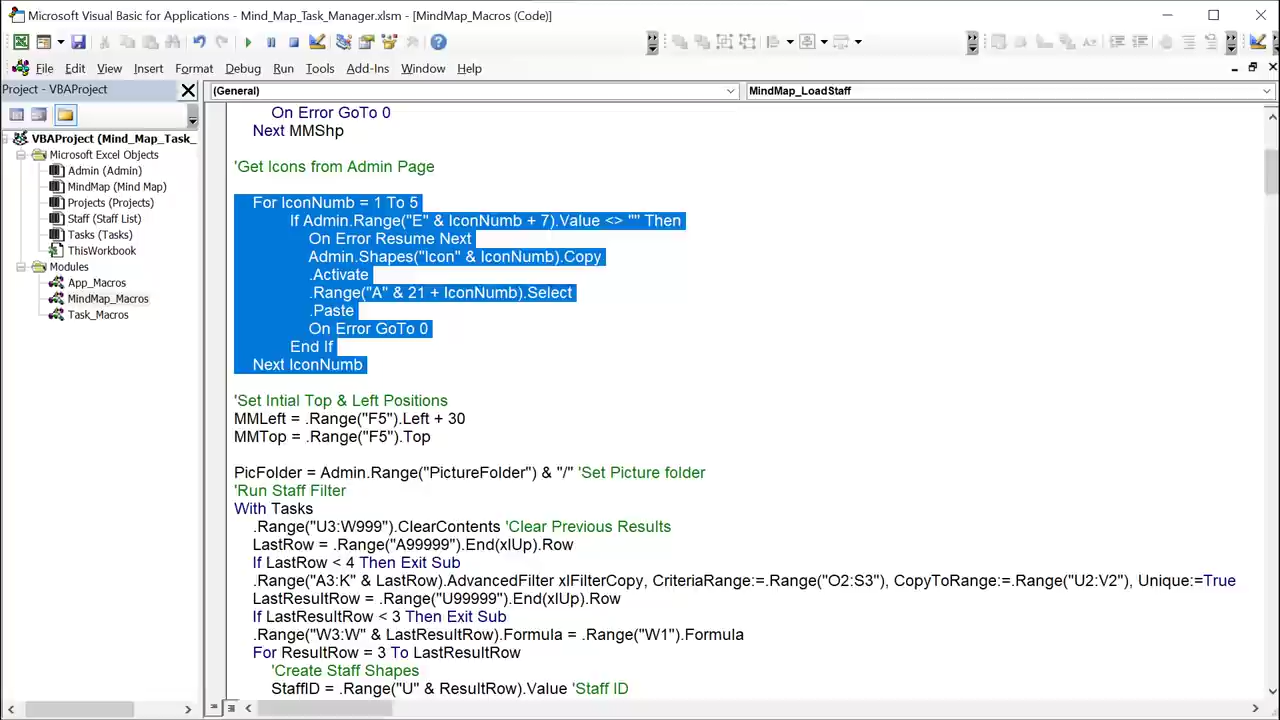 Microsoft Visual Basic for Applications - Mind_Map_Task_Manager.xlsm - [MindMap_Macros (Code)]
File Edit View Insert Format Debug Run Tools Add-Ins Window Help
Project - VBAProject
(General)
MindMap_LoadStaff
VBAProject (Mind_Map_Task_
Microsoft Excel Objects
Admin (Admin)
MindMap (Mind Map)
Projects (Projects)
Staff (Staff List)
Tasks (Tasks)
ThisWorkbook
Modules
App_Macros
MindMap_Macros
Task_Macros
On Error GoTo 0
Next MMShp
'Get Icons from Admin Page
For IconNumb = 1 To 5
If Admin.Range("E" & IconNumb + 7).Value <> "" Then
On Error Resume Next
Admin.Shapes("Icon" & IconNumb).Copy
.Activate
.Range("A" & 21 + IconNumb).Select
.Paste
On Error GoTo 0
End If
Next IconNumb
'Set Intial Top & Left Positions
MMLeft = .Range("F5").Left + 30
MMTop = .Range("F5").Top
PicFolder = Admin.Range("PictureFolder") & "/" 'Set Picture folder
'Run Staff Filter
With Tasks
.Range("U3:W999").ClearContents 'Clear Previous Results
LastRow = .Range("A99999").End(xlUp).Row
If LastRow < 4 Then Exit Sub
.Range("A3:K" & LastRow).AdvancedFilter xlFilterCopy, CriteriaRange:=.Range("O2:S3"), CopyToRange:=.Range("U2:V2"), Unique:=True
LastResultRow = .Range("U99999").End(xlUp).Row
If LastResultRow < 3 Then Exit Sub
.Range("W3:W" & LastResultRow).Formula = .Range("W1").Formula
For ResultRow = 3 To LastResultRow
'Create Staff Shapes
StaffID = .Range("U" & ResultRow).Value 'Staff ID